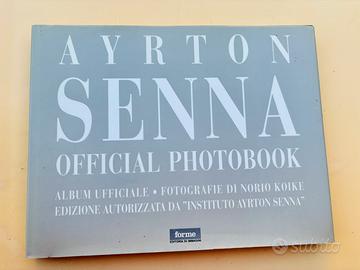 AYRTON
SENNA
OFFICIAL PHOTOBOOK
ALBUM UFFICIALE • FOTOGRAFIE DI NORIO KOIKE
EDIZIONE AUTORIZZATA DA "INSTITUTO AYRTON SENNA"
forme
subito